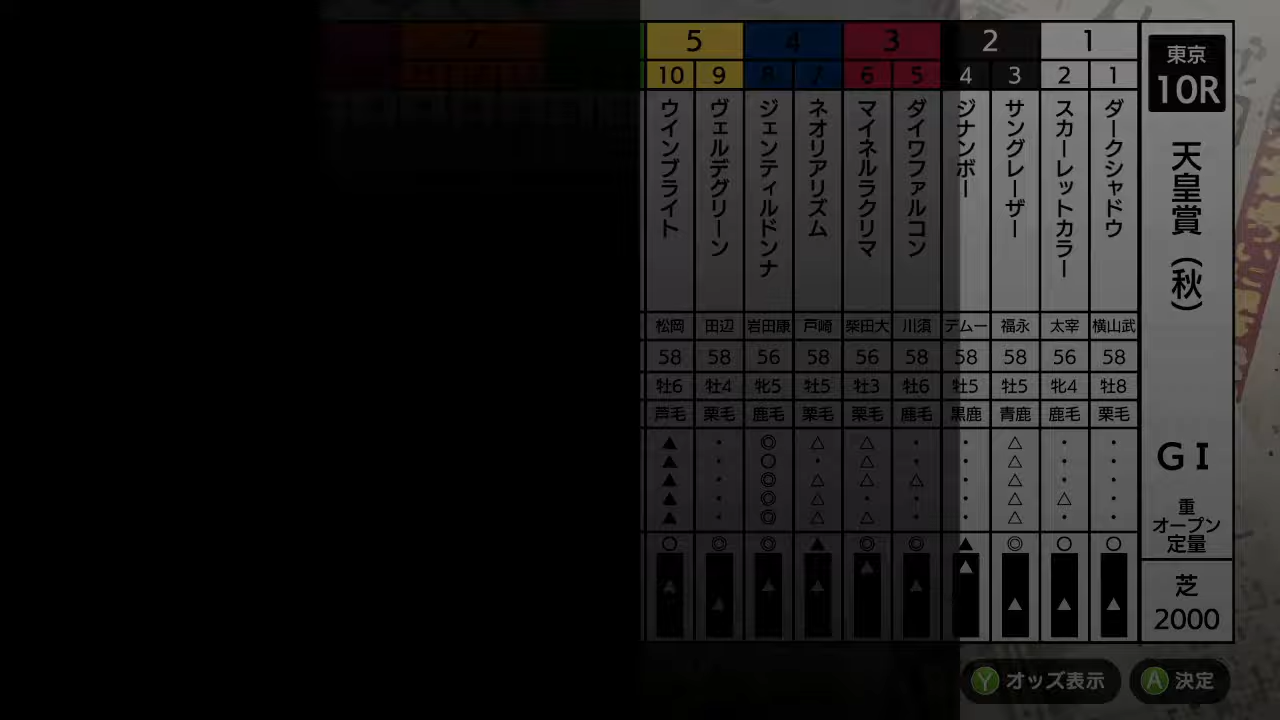 東京
10R
天皇賞(秋)
GI
重
オープン
定量
芝
2000
1 2 3 4 5 7
1 2 3 4 5 6 7 8 9 10
ダークシャドウ
スカーレットカラー
サングレーザー
ジナンボー
ダイワファルコン
マイネルラクリマ
ネオリアリズム
ジェンティルドンナ
ヴェルデグリーン
ウインブライト
横山武 太宰 福永 デムー 川須 柴田大 戸崎 岩田康 田辺 松岡
58 56 58 58 58 56 58 56 58 58
牡8 牝4 牡5 牡5 牡6 牡3 牡5 牝5 牡4 牡6
栗毛 鹿毛 青鹿 黒鹿 鹿毛 栗毛 栗毛 鹿毛 栗毛 芦毛
Y オッズ表示
A 決定